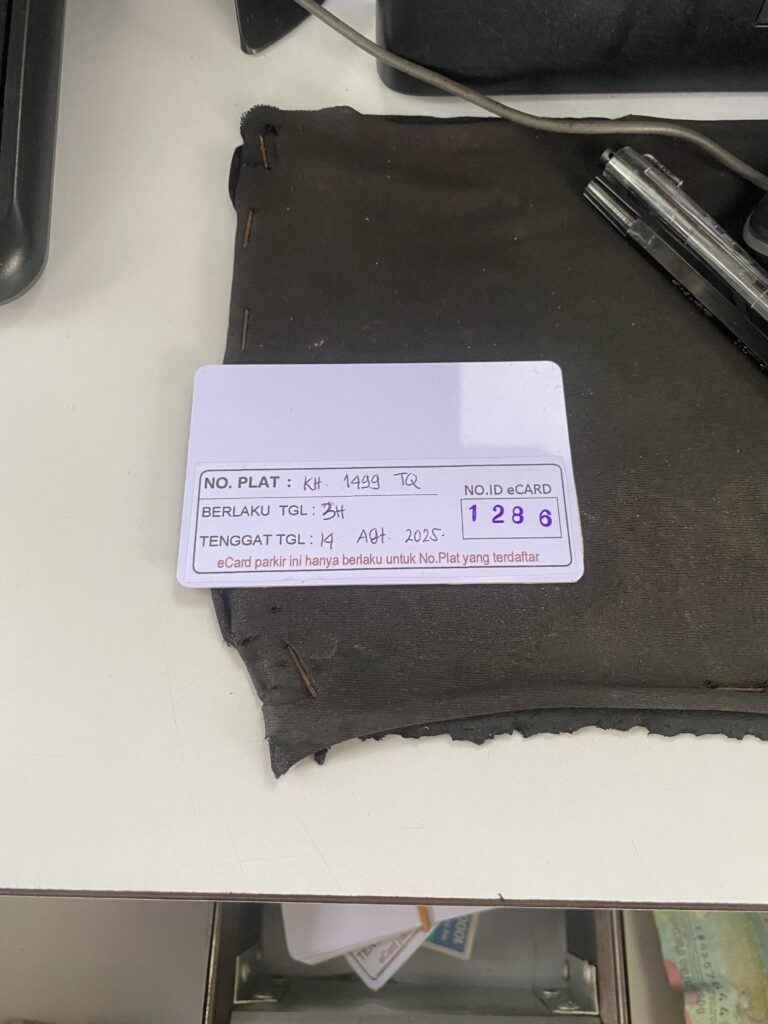 NO. PLAT : KH. 1499 TQ
NO.ID eCARD
BERLAKU TGL : 3H
1286
TENGGAT TGL : 14 Agt. 2025.
eCard parkir ini hanya berlaku untuk No.Plat yang terdaftar